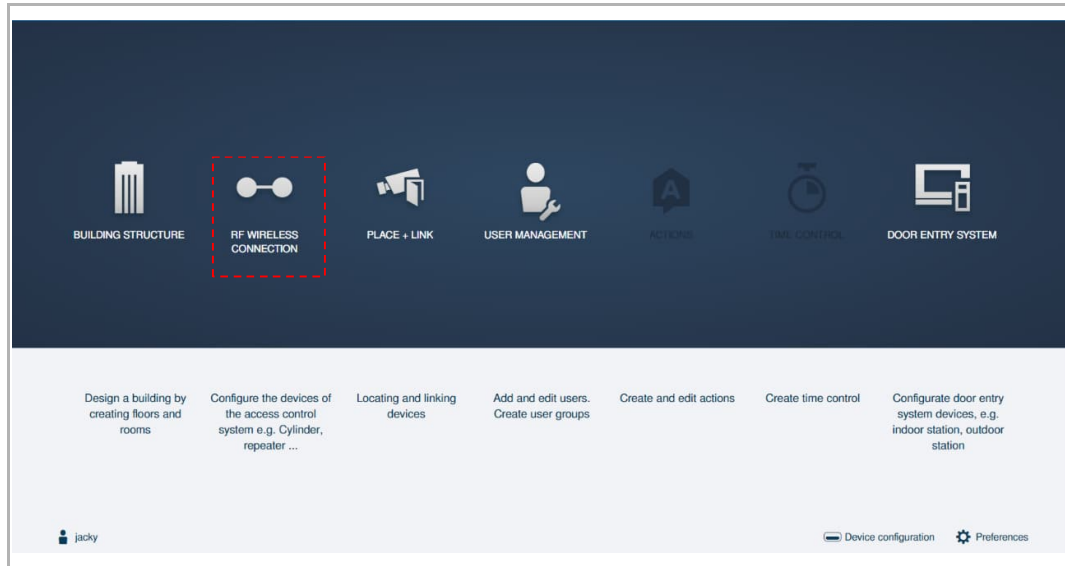 BUILDING STRUCTURE
RF WIRELESS
CONNECTION
PLACE + LINK
USER MANAGEMENT
ACTIONS
TIME CONTROL
DOOR ENTRY SYSTEM
Design a building by
creating floors and
rooms
Configure the devices of
the access control
system e.g. Cylinder,
repeater ...
Locating and linking
devices
Add and edit users.
Create user groups
Create and edit actions
Create time control
Configurate door entry
system devices, e.g.
indoor station, outdoor
station
jacky
Device configuration
Preferences